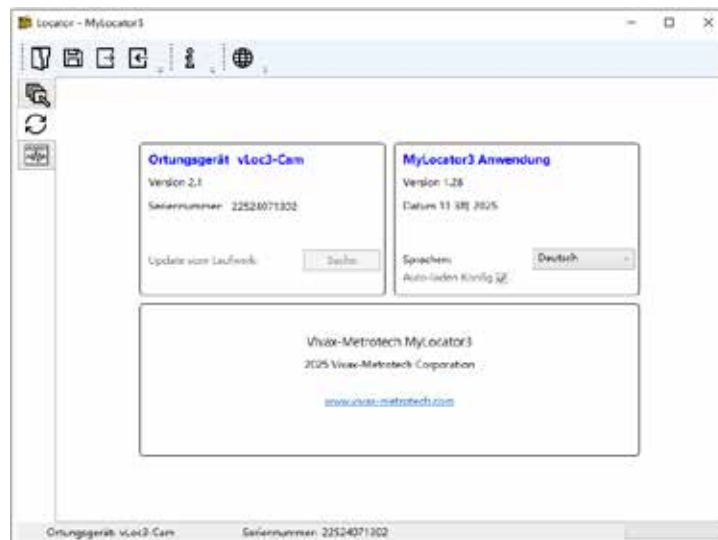 Locator - MyLocator3
Ortungsgerät vLoc3-Cam
Version 2.1
Seriennummer: 22524071302
Update vom Laufwerk
Suche
MyLocator3 Anwendung
Version 1.28
Datum 11 2025
Sprachen:
Deutsch
Auto-laden Konfig
Vivax-Metrotech MyLocator3
2025 Vivax-Metrotech Corporation
www.vivax-metrotech.com
Ortungsgerät: vLoc3-Cam
Seriennummer: 22524071302